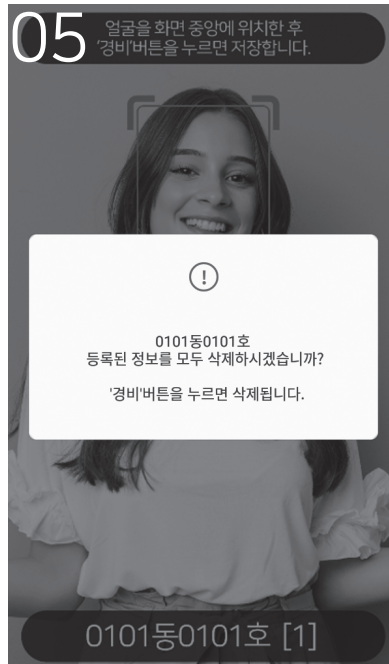 05
얼굴을 화면 중앙에 위치한 후
'경비'버튼을 누르면 저장합니다.
!
0101동0101호
등록된 정보를 모두 삭제하시겠습니까?
'경비'버튼을 누르면 삭제됩니다.
0101동0101호 [1]